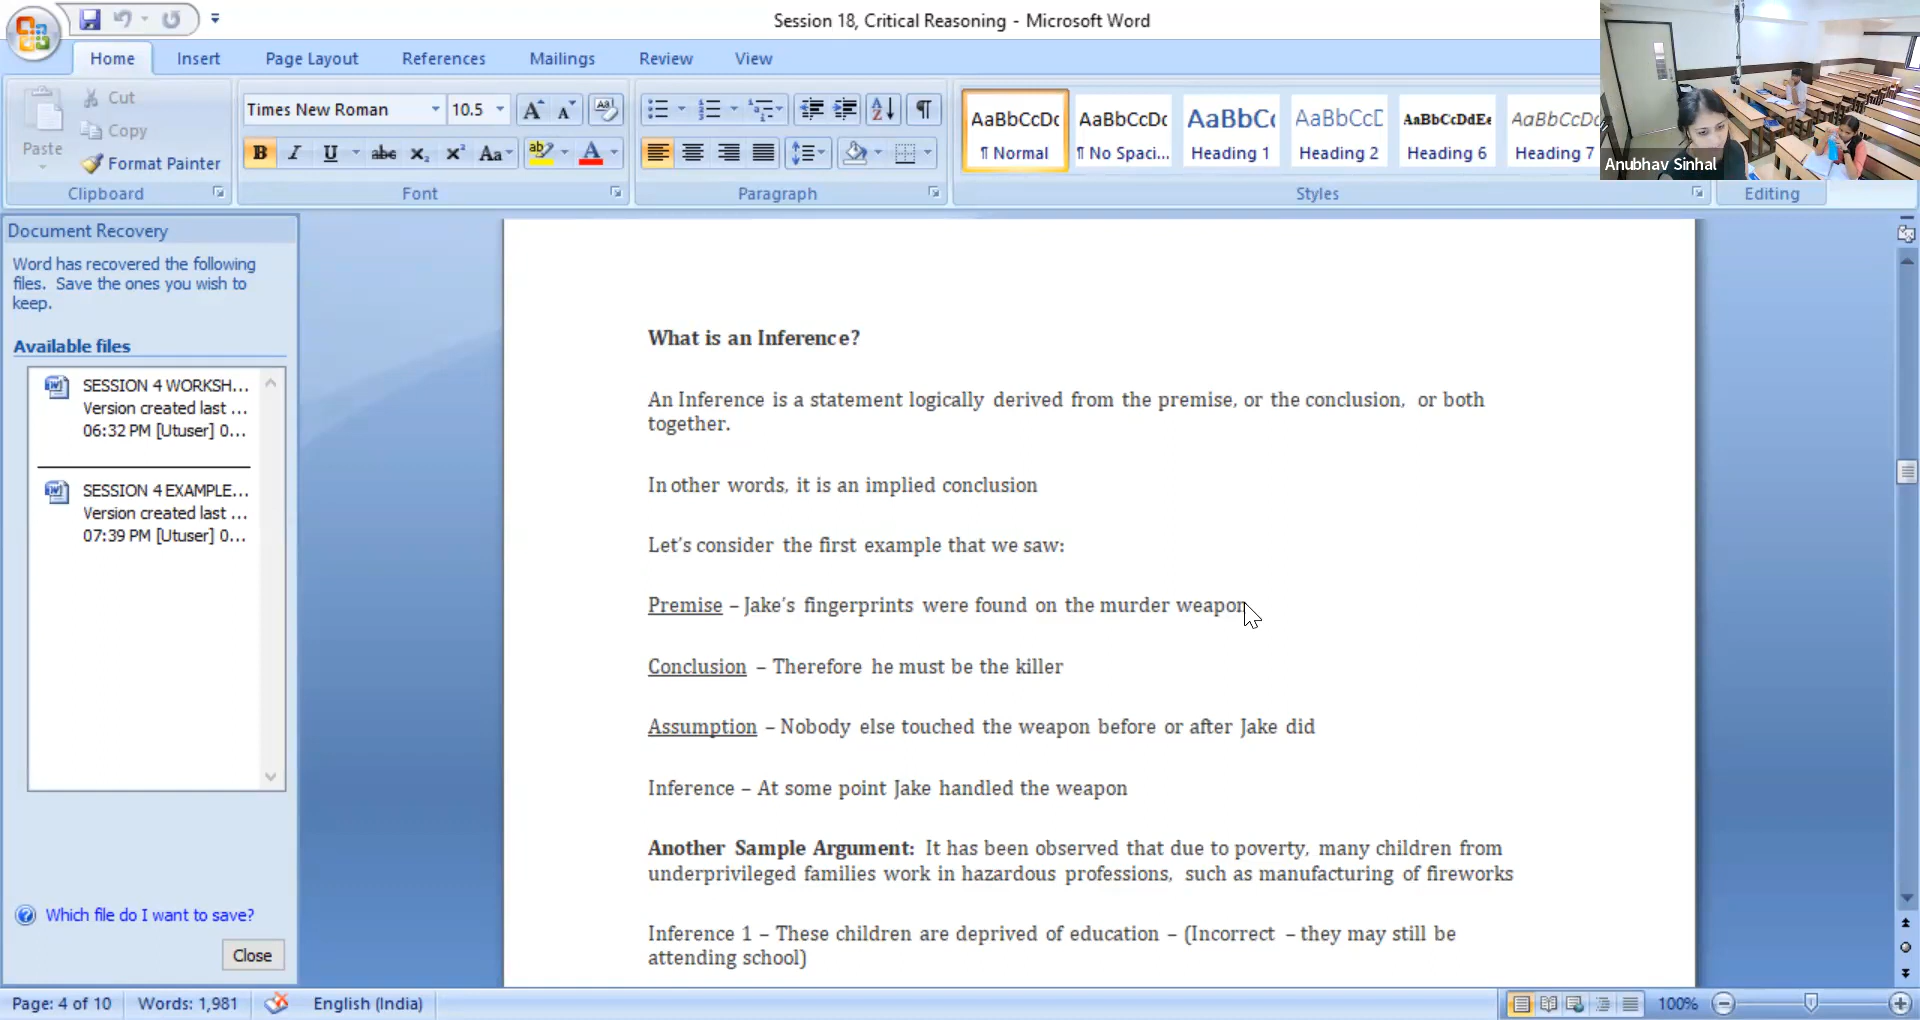 Session 18, Critical Reasoning - Microsoft Word
Home Insert Page Layout References Mailings Review View
Cut
Copy
Paste
Format Painter
Clipboard
Times New Roman 10.5
Font
Paragraph
AaBbCcDc AaBbCcDc AaBbC AaBbCcD AaBbCcDdEe AaBbCcD
¶ Normal ¶ No Spaci... Heading 1 Heading 2 Heading 6 Heading 7
Styles
Editing
Anubhav Sinhal
Document Recovery
Word has recovered the following
files. Save the ones you wish to
keep.
Available files
SESSION 4 WORKSH...
Version created last ...
06:32 PM [Utuser] 0...
SESSION 4 EXAMPLE...
Version created last ...
07:39 PM [Utuser] 0...
Which file do I want to save?
Close
What is an Inference?
An Inference is a statement logically derived from the premise, or the conclusion, or both
together.
In other words, it is an implied conclusion
Let’s consider the first example that we saw:
Premise – Jake’s fingerprints were found on the murder weapon
Conclusion – Therefore he must be the killer
Assumption – Nobody else touched the weapon before or after Jake did
Inference – At some point Jake handled the weapon
Another Sample Argument: It has been observed that due to poverty, many children from
underprivileged families work in hazardous professions, such as manufacturing of fireworks
Inference 1 – These children are deprived of education – (Incorrect – they may still be
attending school)
Page: 4 of 10 Words: 1,981 English (India) 100%